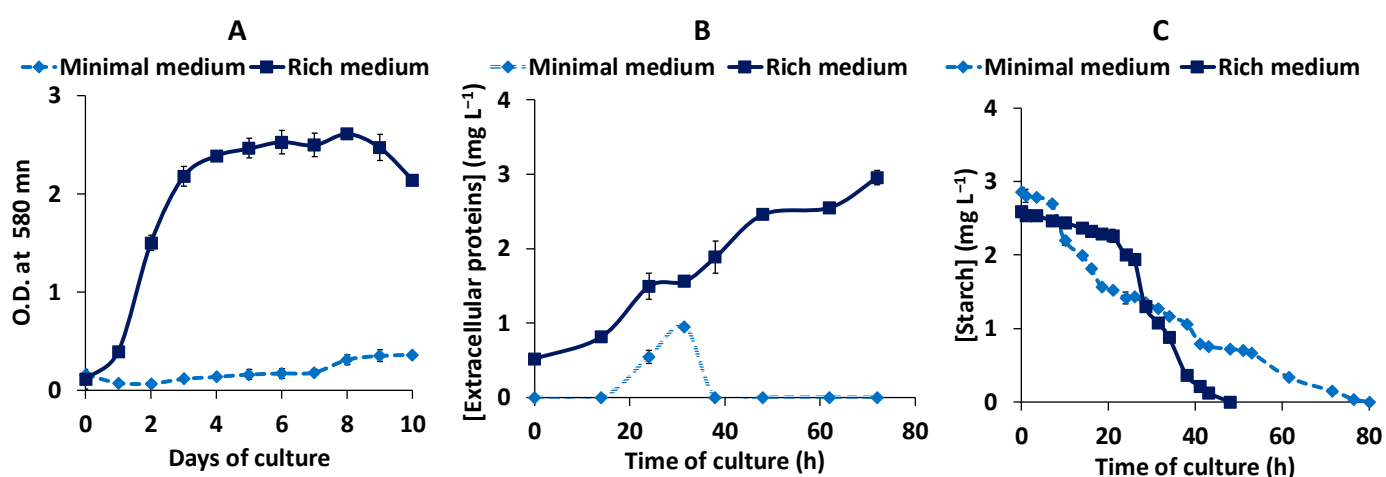 A
Minimal medium Rich medium
O.D. at 580 mn
3
2
1
0
0 2 4 6 8 10
Days of culture
B
Minimal medium Rich medium
[Extracellular proteins] (mg L⁻¹)
4
3
2
1
0
0 20 40 60 80
Time of culture (h)
C
Minimal medium Rich medium
[Starch] (mg L⁻¹)
4
3
2
1
0
0 20 40 60 80
Time of culture (h)